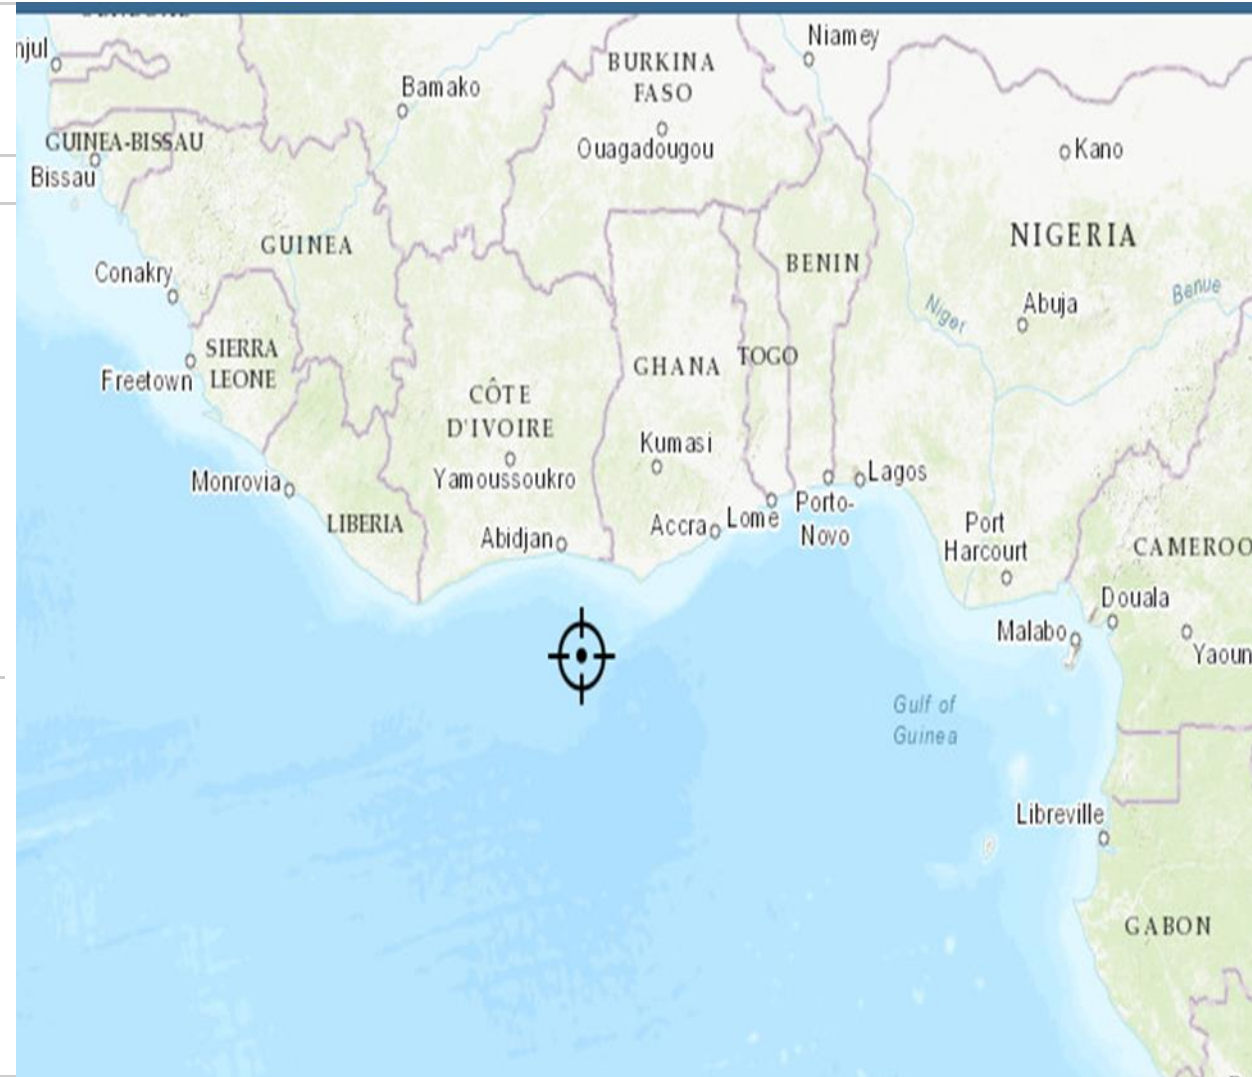 njul
Niamey
BURKINA
FASO
Bamako
Ouagadougou
Kano
GUINEA-BISSAU
Bissau
NIGERIA
GUINEA
BENIN
Conakry
Benue
Niger
Abuja
SIERRA
LEONE
GHANA
TOGO
Freetown
CÔTE
D'IVOIRE
Kumasi
Yamoussoukro
Lagos
Monrovia
Porto-
Novo
Lome
Accra
LIBERIA
Abidjan
Port
Harcourt
CAMEROO
Douala
Malabo
Yaoun
Gulf of
Guinea
Libreville
GABON